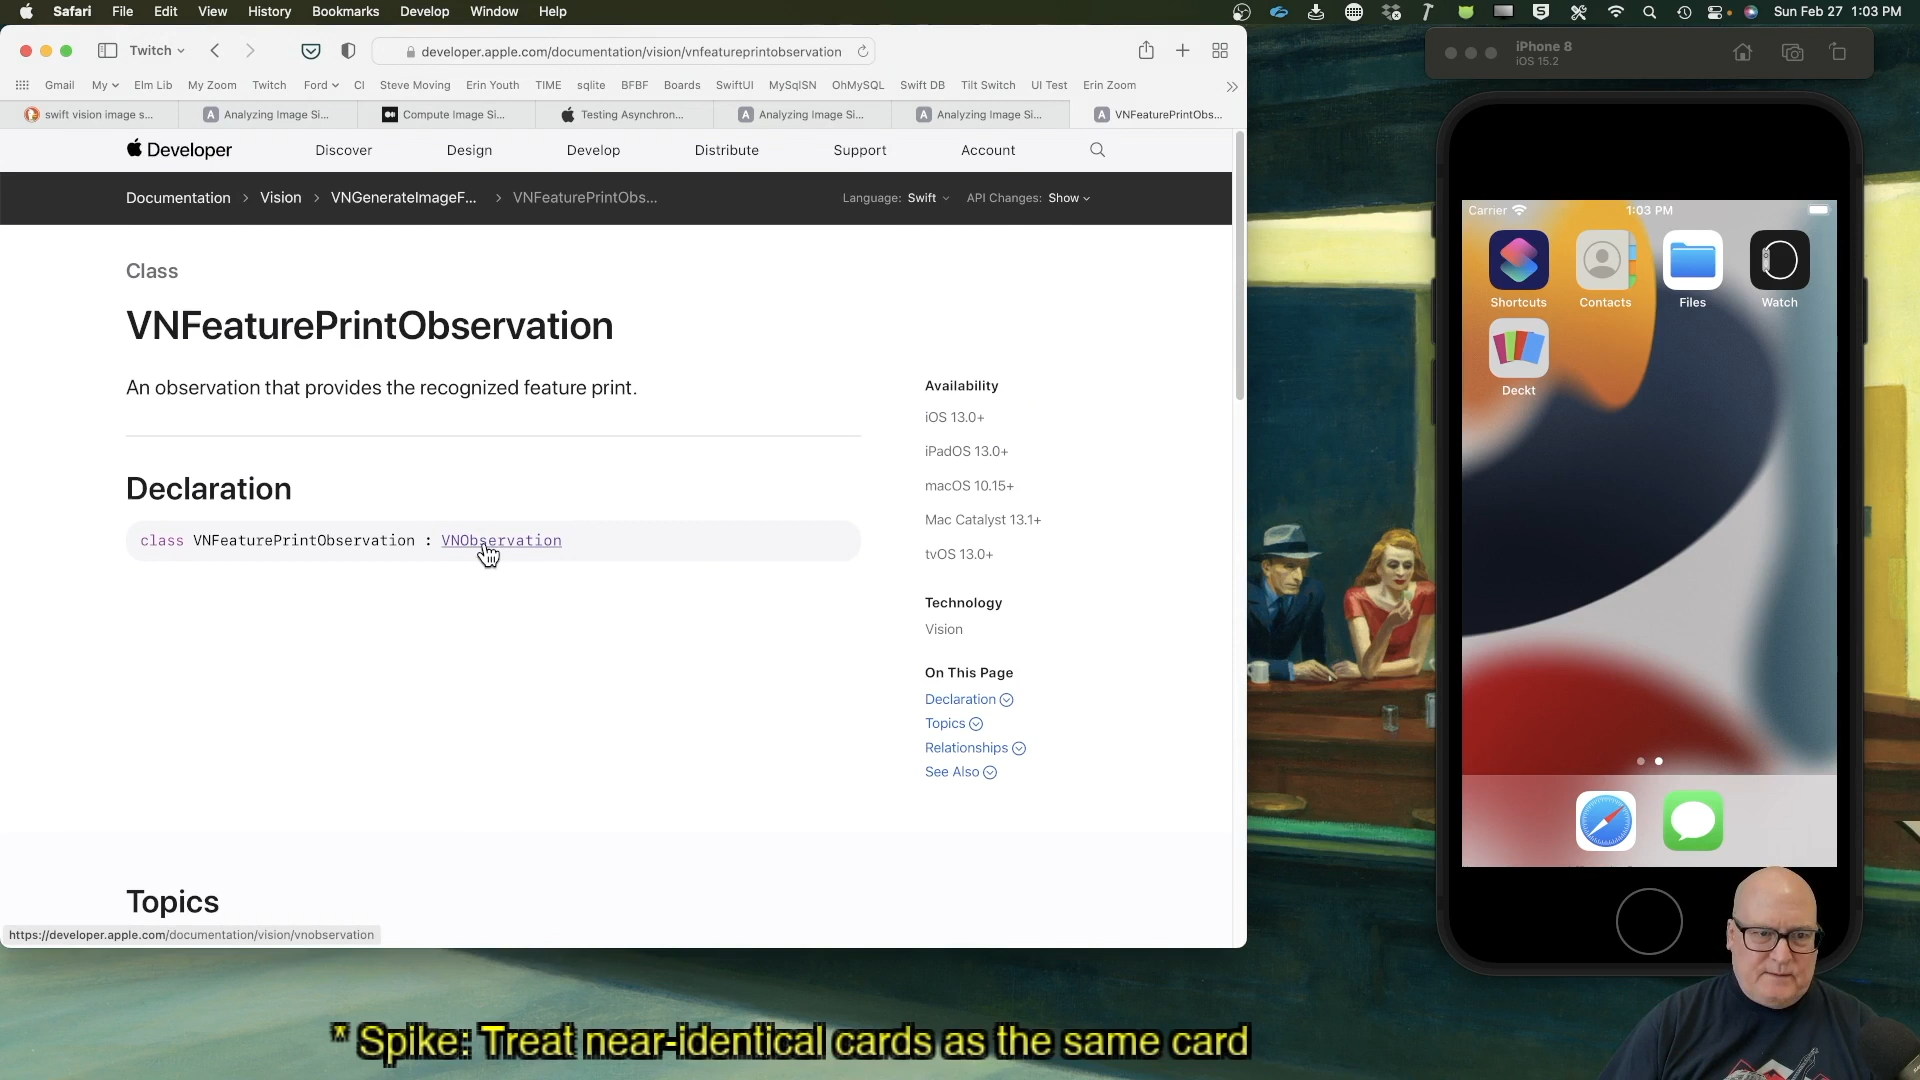 Safari File Edit View History Bookmarks Develop Window Help
Sun Feb 27 1:03 PM
Twitch
developer.apple.com/documentation/vision/vnfeatureprintobservation
Gmail My Elm Lib My Zoom Twitch Ford CI Steve Moving Erin Youth TIME sqlite BFBF Boards SwiftUI MySqlSN OhMySQL Swift DB Tilt Switch UI Test Erin Zoom
swift vision image s... Analyzing Image Si... Compute Image Si... Testing Asynchron... Analyzing Image Si... Analyzing Image Si... VNFeaturePrintObs...
Developer Discover Design Develop Distribute Support Account
Documentation > Vision > VNGenerateImageF... > VNFeaturePrintObs...
Language: Swift API Changes: Show
Class
VNFeaturePrintObservation
An observation that provides the recognized feature print.
Declaration
class VNFeaturePrintObservation : VNObservation
Availability
iOS 13.0+
iPadOS 13.0+
macOS 10.15+
Mac Catalyst 13.1+
tvOS 13.0+
Technology
Vision
On This Page
Declaration
Topics
Relationships
See Also
Topics
https://developer.apple.com/documentation/vision/vnobservation
iPhone 8
iOS 15.2
Carrier 1:03 PM
Shortcuts Contacts Files Watch
Deckt
* Spike: Treat near-identical cards as the same card